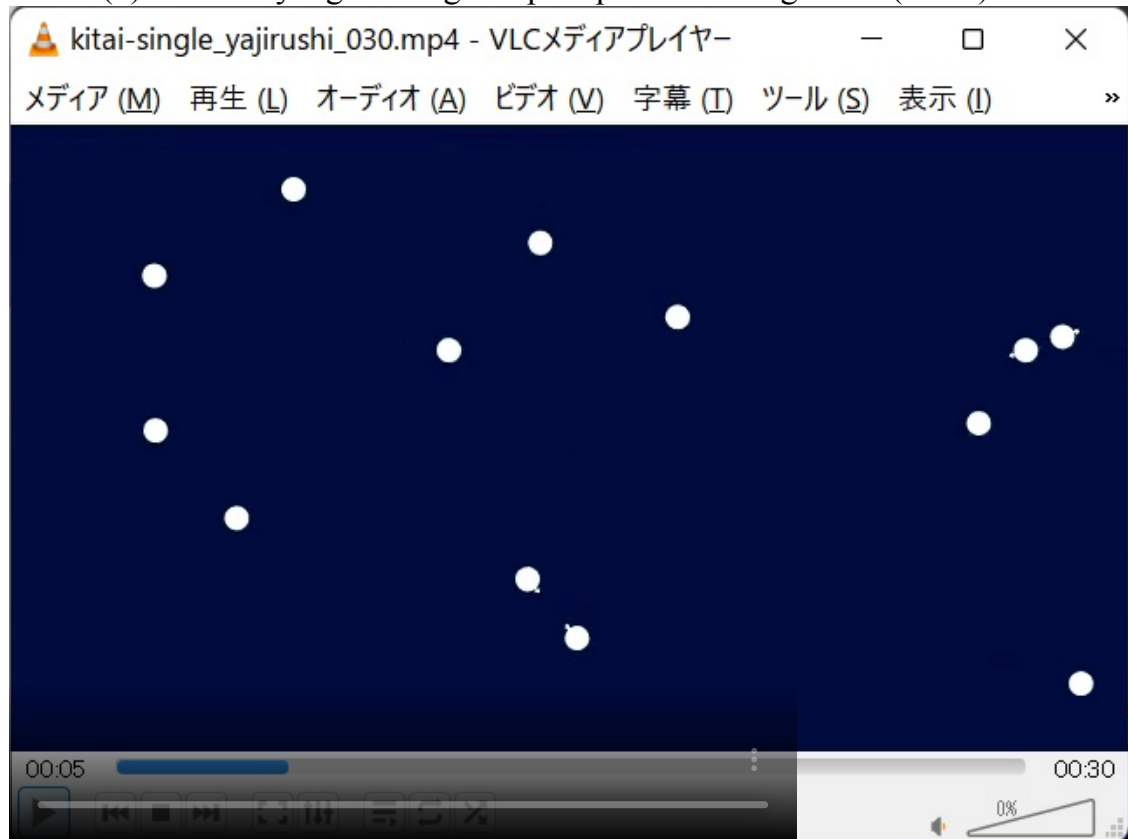 kitai-single_yajirushi_030.mp4 - VLCメディアプレイヤー
メディア (M) 再生 (L) オーディオ (A) ビデオ (V) 字幕 (T) ツール (S) 表示 (I) »
00:05 00:30
0%